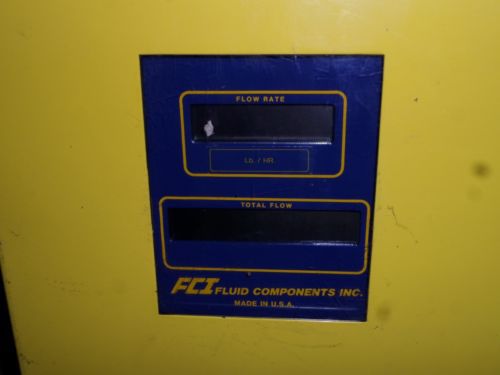 FLOW RATE
Lb. / HR.
TOTAL FLOW
FCI FLUID COMPONENTS INC.
MADE IN U.S.A.